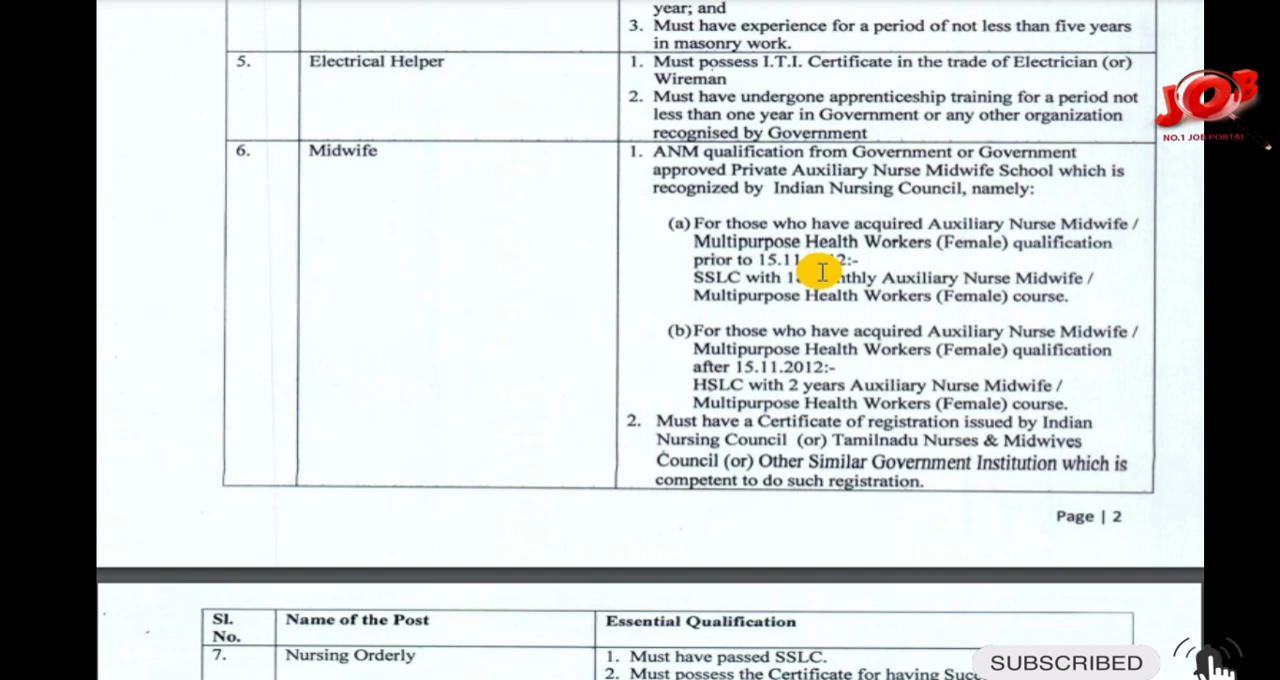 year; and
3. Must have experience for a period of not less than five years
in masonry work.
5. Electrical Helper 1. Must possess I.T.I. Certificate in the trade of Electrician (or)
Wireman
2. Must have undergone apprenticeship training for a period not
less than one year in Government or any other organization
recognised by Government
6. Midwife 1. ANM qualification from Government or Government
approved Private Auxiliary Nurse Midwife School which is
recognized by Indian Nursing Council, namely:
(a) For those who have acquired Auxiliary Nurse Midwife /
Multipurpose Health Workers (Female) qualification
prior to
SSLC with Auxiliary Nurse Midwife /
Multipurpose Health Workers (Female) course.
(b) For those who have acquired Auxiliary Nurse Midwife /
Multipurpose Health Workers (Female) qualification
after 15.11.2012:-
HSLC with 2 years Auxiliary Nurse Midwife /
Multipurpose Health Workers (Female) course.
2. Must have a Certificate of registration issued by Indian
Nursing Council (or) Tamilnadu Nurses & Midwives
Council (or) Other Similar Government Institution which is
competent to do such registration.
Page | 2
Sl. Name of the Post Essential Qualification
No.
7. Nursing Orderly 1. Must have passed SSLC.
2. Must possess the Certificate for having
SUBSCRIBED
JOB
NO.1 JOB PORTAL